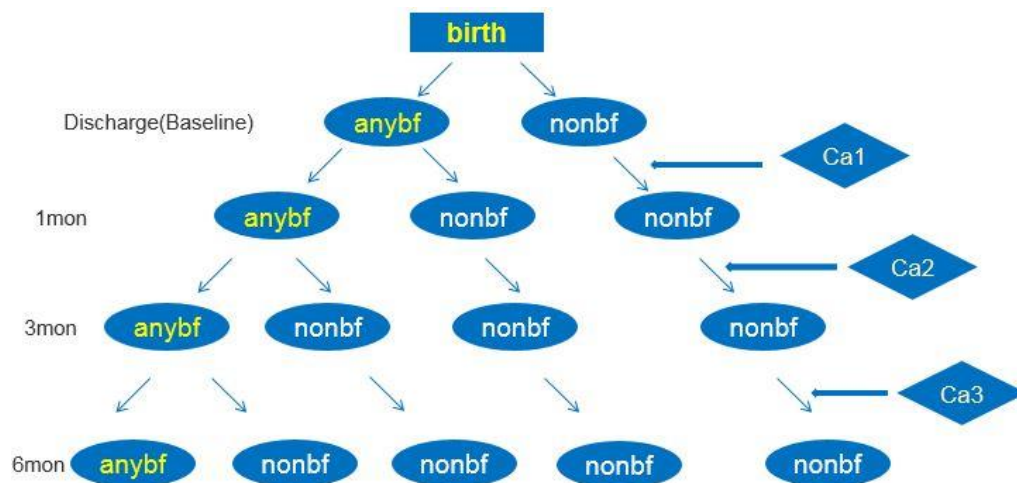 birth
Discharge(Baseline) anybf nonbf
Ca1
1mon anybf nonbf nonbf
Ca2
3mon anybf nonbf nonbf nonbf
Ca3
6mon anybf nonbf nonbf nonbf nonbf